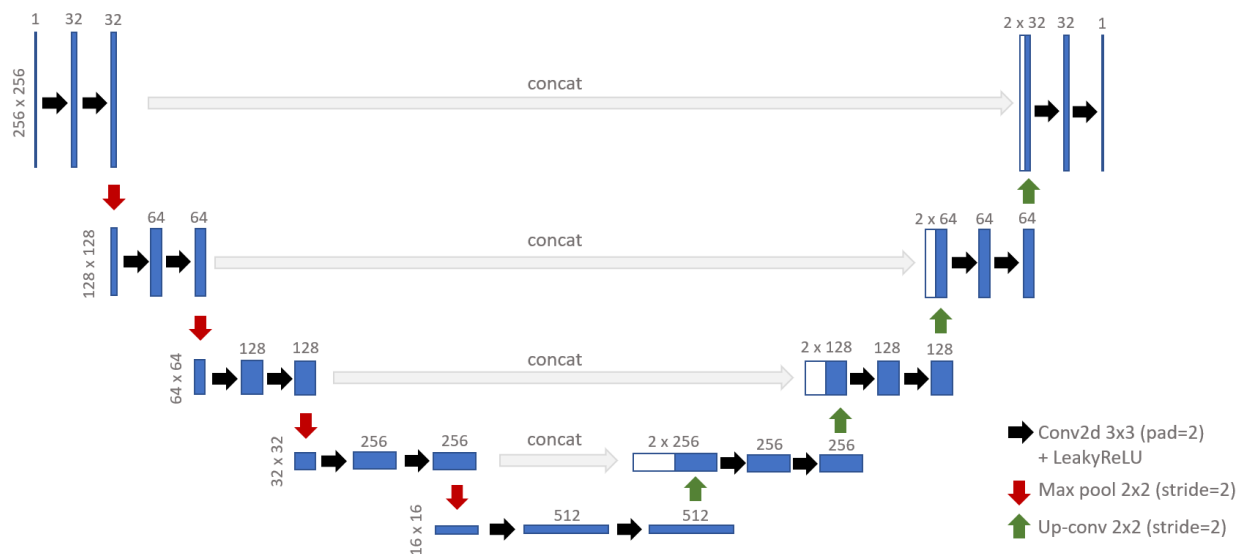 1 32 32
2 x 32 32 1
256 x 256
concat
64 64
2 x 64 64 64
128 x 128
concat
128 128
2 x 128 128 128
64 x 64
concat
256 256
2 x 256 256 256
32 x 32
concat
512 512
16 x 16
Conv2d 3x3 (pad=2)
+ LeakyReLU
Max pool 2x2 (stride=2)
Up-conv 2x2 (stride=2)